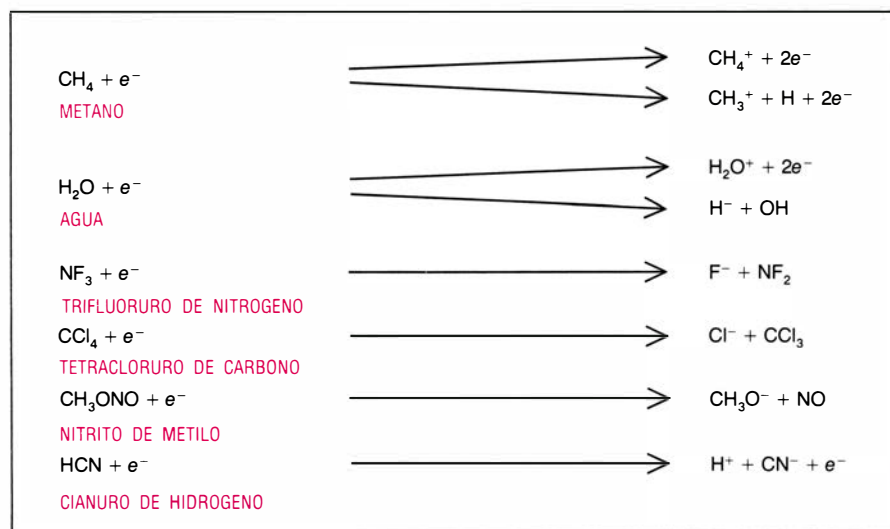 CH₄ + e⁻
METANO
CH₄⁺ + 2e⁻
CH₃⁺ + H + 2e⁻
H₂O + e⁻
AGUA
H₂O⁺ + 2e⁻
H⁻ + OH
NF₃ + e⁻
F⁻ + NF₂
TRIFLUORURO DE NITROGENO
CCl₄ + e⁻
Cl⁻ + CCl₃
TETRACLORURO DE CARBONO
CH₃ONO + e⁻
CH₃O⁻ + NO
NITRITO DE METILO
HCN + e⁻
H⁺ + CN⁻ + e⁻
CIANURO DE HIDROGENO